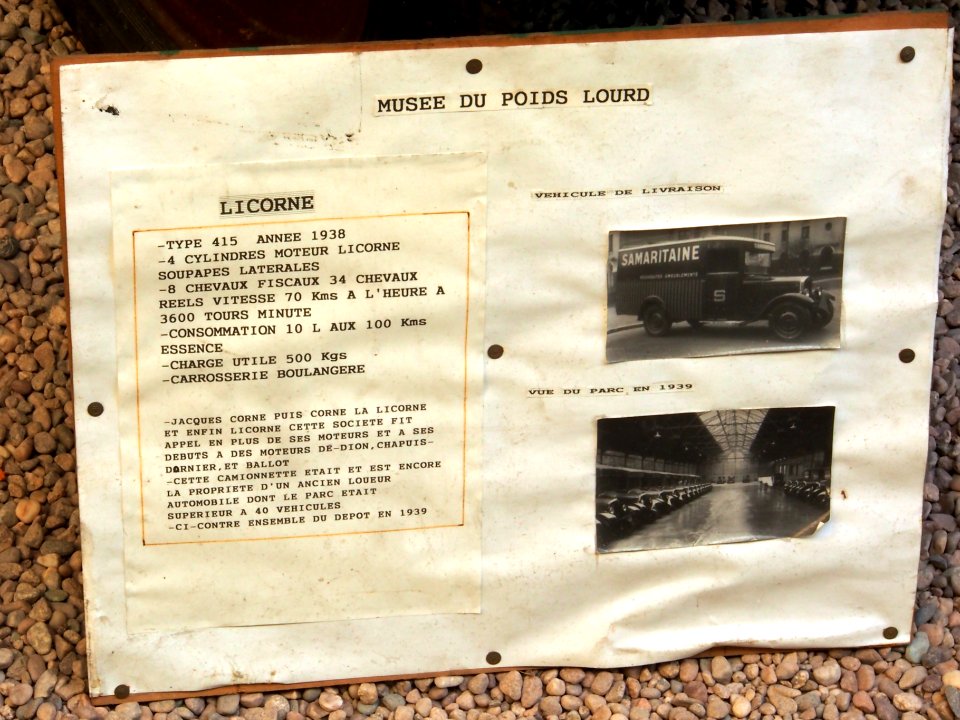 MUSEE DU POIDS LOURD
LICORNE
-TYPE 415 ANNEE 1938
-4 CYLINDRES MOTEUR LICORNE
SOUPAPES LATERALES
-8 CHEVAUX FISCAUX 34 CHEVAUX
REELS VITESSE 70 Kms A L'HEURE A
3600 TOURS MINUTE
-CONSOMMATION 10 L AUX 100 Kms
ESSENCE
-CHARGE UTILE 500 Kgs
-CARROSSERIE BOULANGERE
-JACQUES CORNE PUIS CORNE LA LICORNE
ET ENFIN LICORNE CETTE SOCIETE FIT
APPEL EN PLUS DE SES MOTEURS ET A SES
DEBUTS A DES MOTEURS DE-DION,CHAPUIS-
DORNIER,ET BALLOT
-CETTE CAMIONNETTE ETAIT ET EST ENCORE
LA PROPRIETE D'UN ANCIEN LOUEUR
AUTOMOBILE DONT LE PARC ETAIT
SUPERIEUR A 40 VEHICULES
-CI-CONTRE ENSEMBLE DU DEPOT EN 1939
VEHICULE DE LIVRAISON
SAMARITAINE
S
VUE DU PARC EN 1939